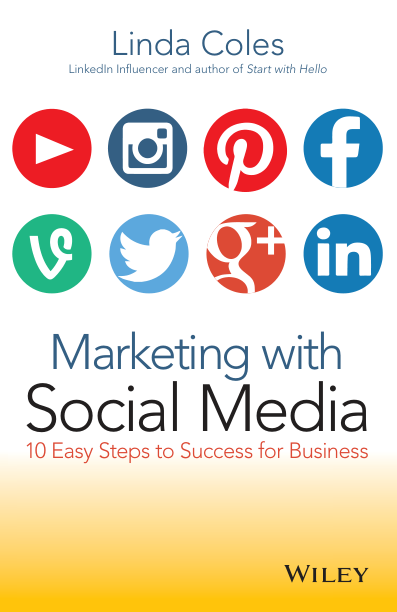 Linda Coles
LinkedIn Influencer and author of Start with Hello
Marketing with
Social Media
10 Easy Steps to Success for Business
WILEY